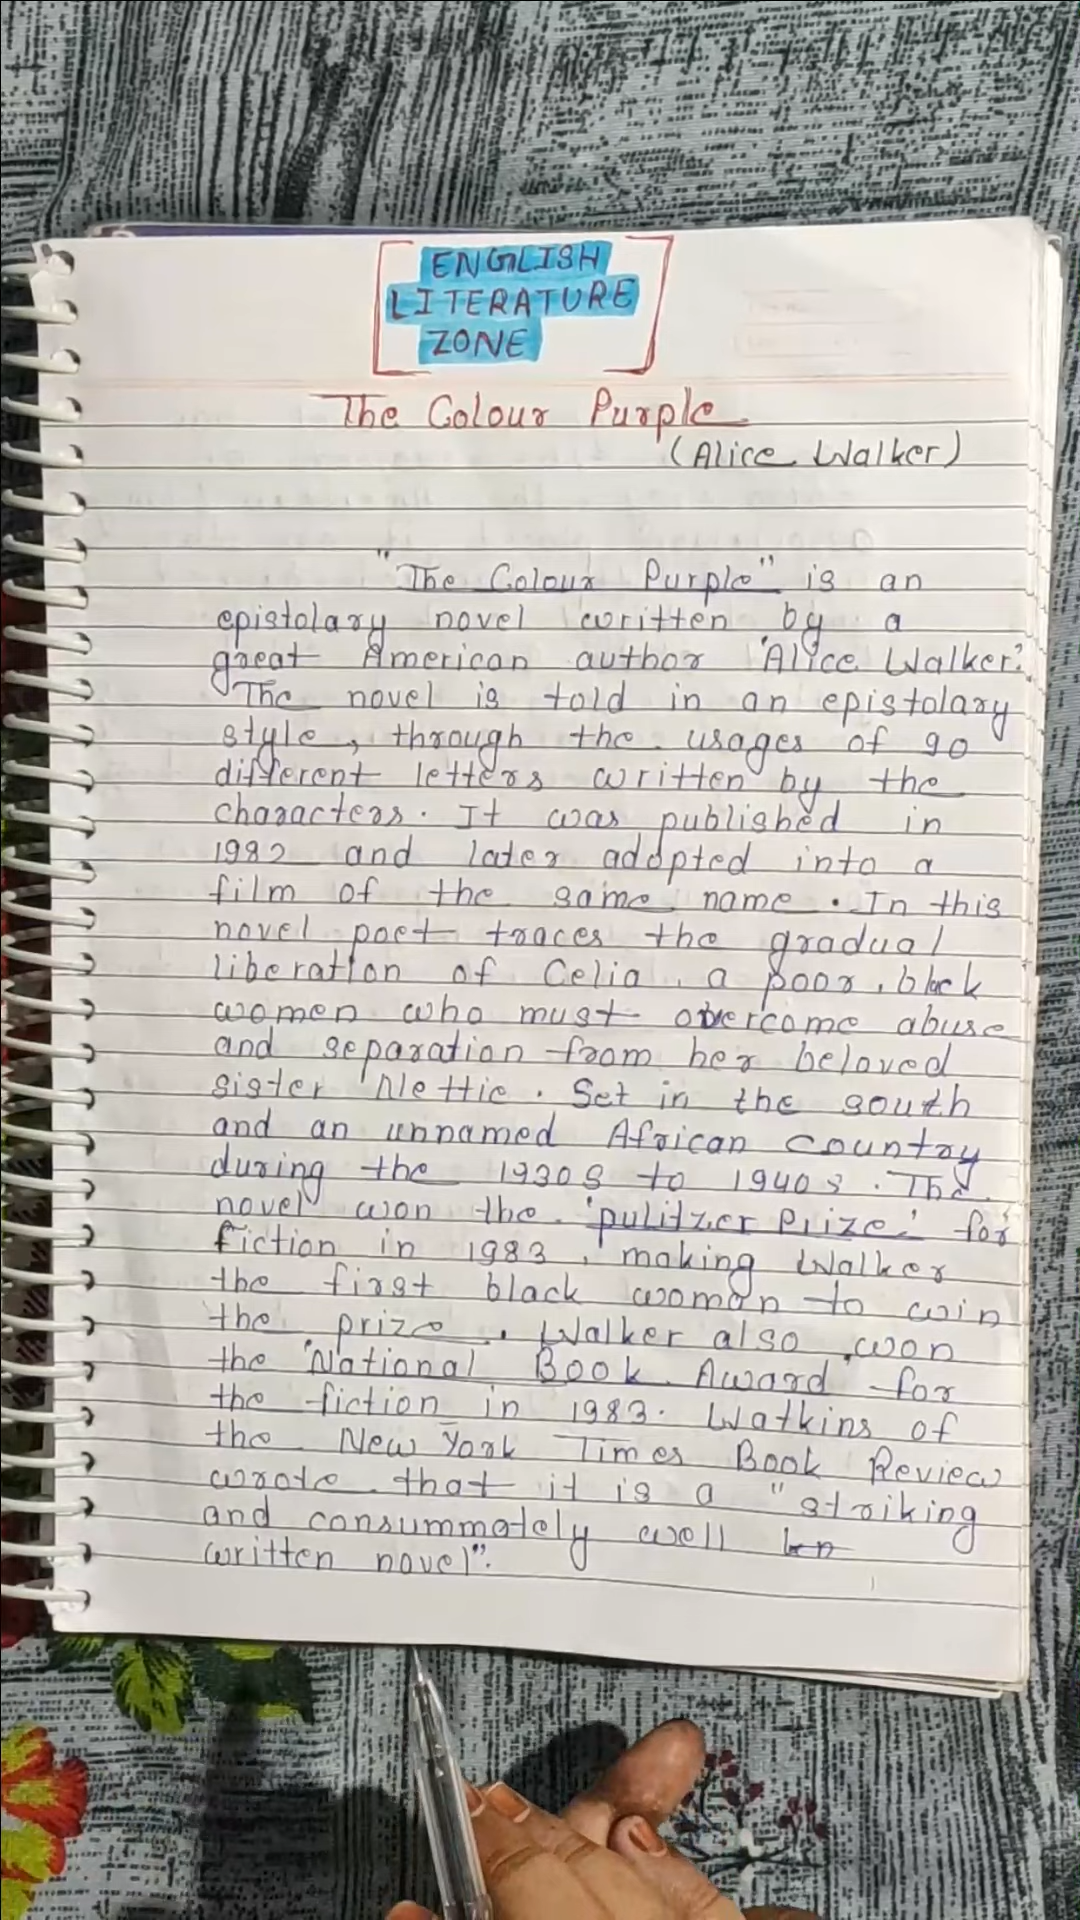 ENGLISH
LITERATURE
ZONE
The Colour Purple
(Alice Walker)
"The Colour Purple" is an
epistolary novel written by a
great American author 'Alice Walker'.
The novel is told in an epistolary
style, through the usages of 90
different letters written by the
characters. It was published in
1982 and later adopted into a
film of the same name. In this
novel poet traces the gradual
liberation of Celia, a poor, black
women who must overcome abuse
and separation from her beloved
sister Nettie. Set in the south
and an unnamed African country
during the 1930s to 1940s. The
novel won the 'pulitzer Prize' for
fiction in 1983, making Walker
the first black woman to win
the prize. Walker also won
the 'National Book Award for
the fiction in 1983. Watkins of
the New York Times Book Review
wrote that it is a "striking
and consummately well
written novel".